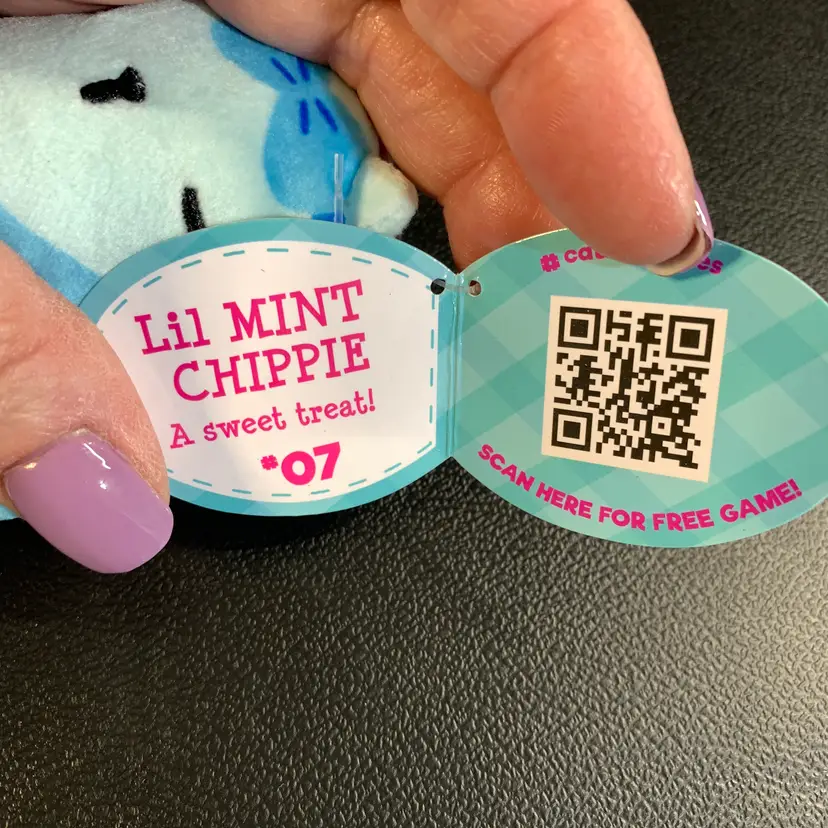 Lil MINT
CHIPPIE
A sweet treat!
#07
SCAN HERE FOR FREE GAME!